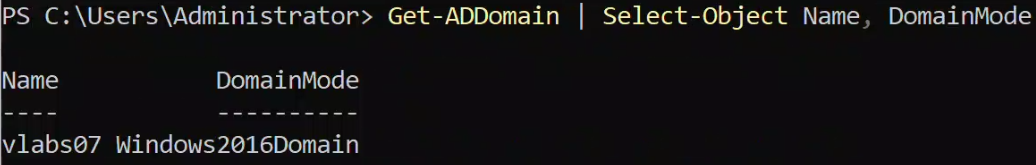 PS C:\Users\Administrator> Get-ADDomain | Select-Object Name, DomainMode
Name            DomainMode
----            ----------
vlabs07 Windows2016Domain